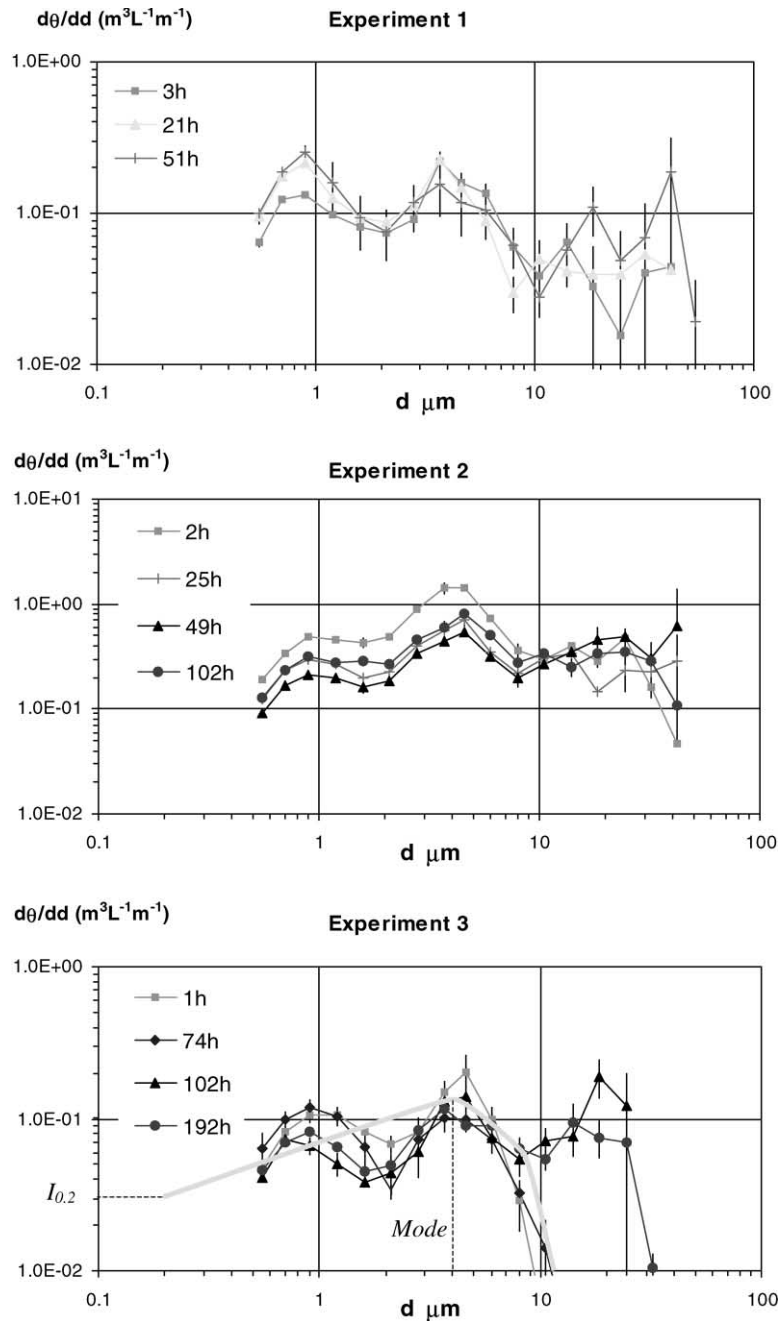 dθ/dd (m³L⁻¹m⁻¹) Experiment 1
1.0E+00
3h
21h
51h
1.0E-01
1.0E-02
0.1 1 10 100
d μm
dθ/dd (m³L⁻¹m⁻¹) Experiment 2
1.0E+01
2h
25h
1.0E+00
49h
102h
1.0E-01
1.0E-02
0.1 1 10 100
d μm
dθ/dd (m³L⁻¹m⁻¹) Experiment 3
1.0E+00
1h
74h
102h
1.0E-01
192h
I0.2
Mode
1.0E-02
0.1 1 10 100
d μm